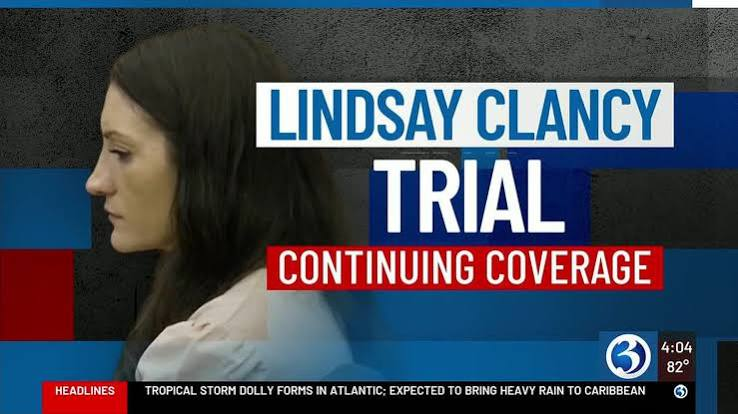 LINDSAY CLANCY
TRIAL
CONTINUING COVERAGE
3
4:04
82°
HEADLINES
TROPICAL STORM DOLLY FORMS IN ATLANTIC; EXPECTED TO BRING HEAVY RAIN TO CARIBBEAN
3